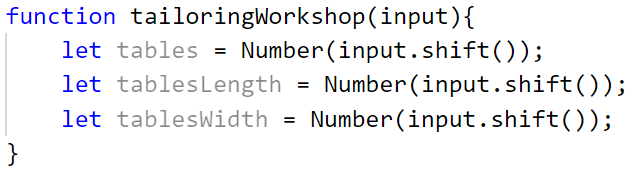 function tailoringWorkshop(input){
    let tables = Number(input.shift());
    let tablesLength = Number(input.shift());
    let tablesWidth = Number(input.shift());
}